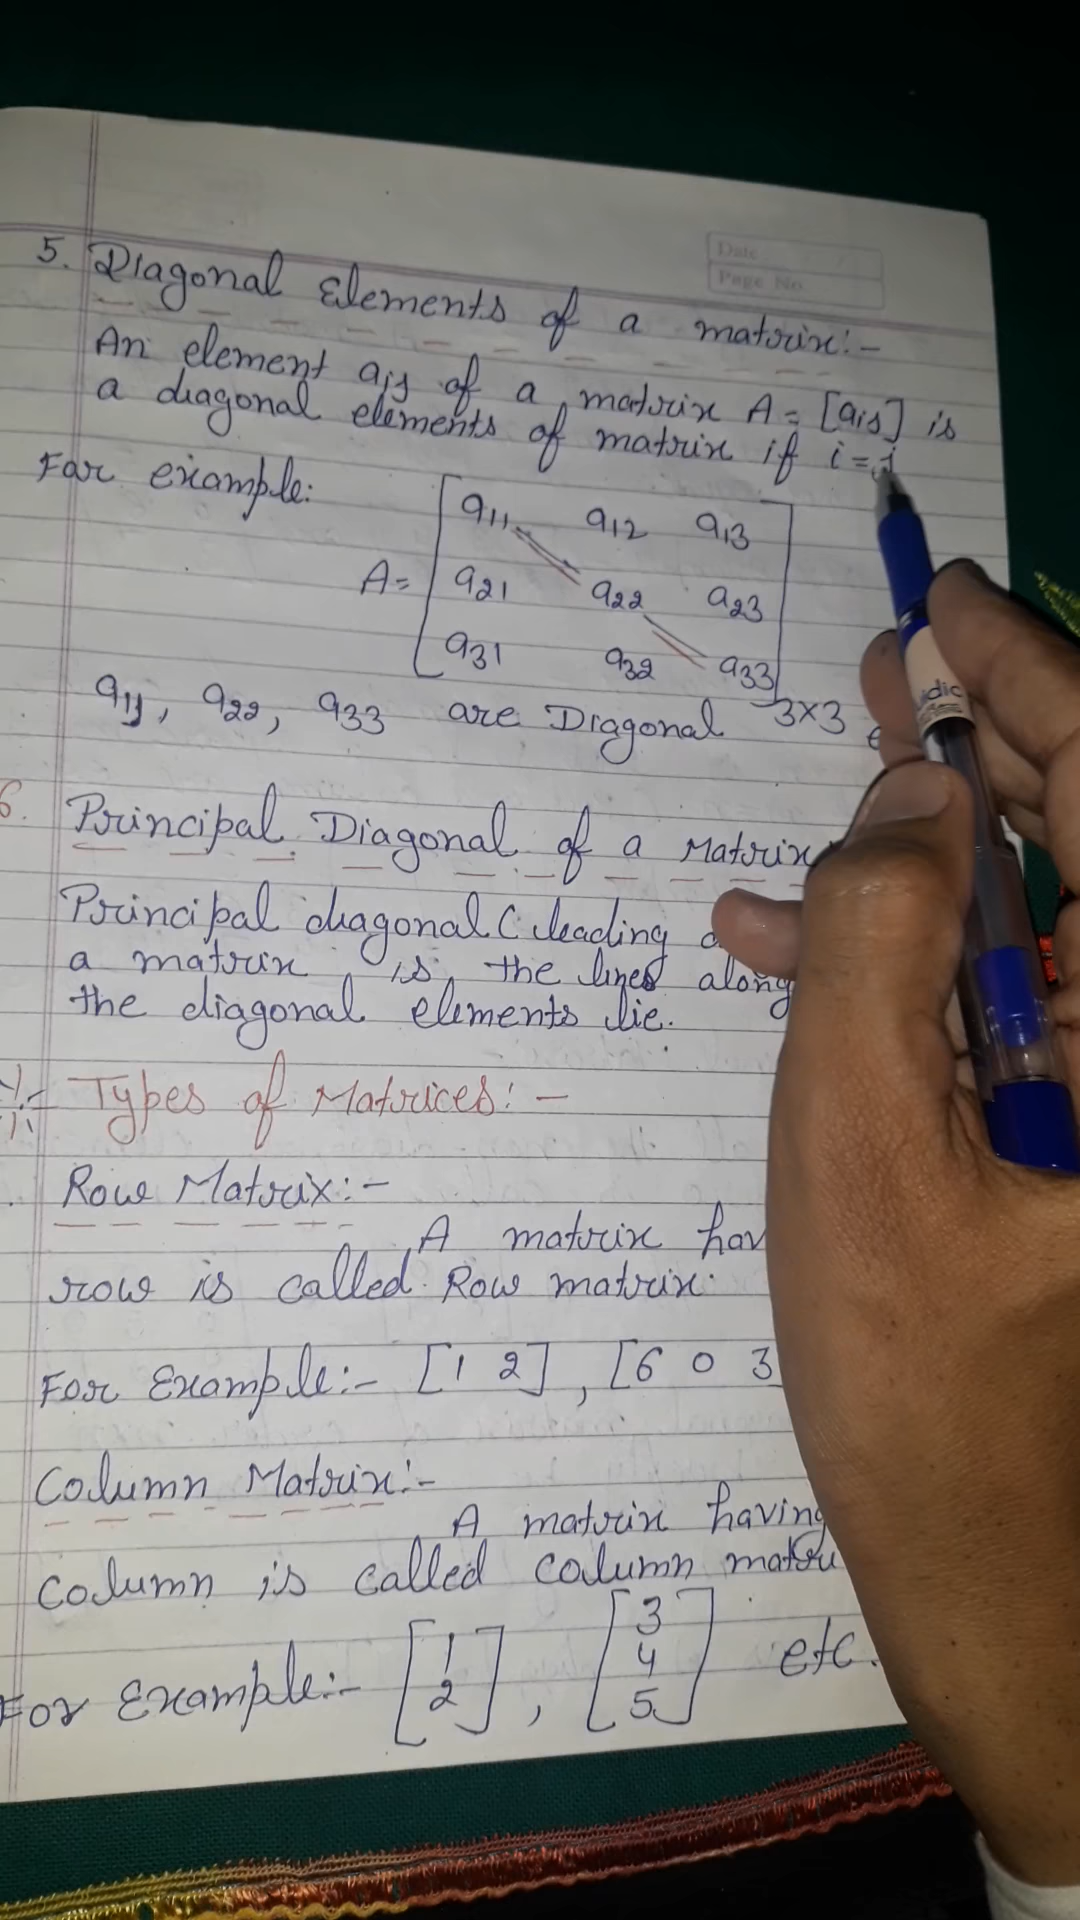 Date
Page No.
5. Diagonal Elements of a matrix:-
An element aij of a matrix A = [aij] is
a diagonal elements of matrix if i = j
For example:
A = [a11 a12 a13
a21 a22 a23
a31 a32 a33] 3×3
a11, a22, a33 are Diagonal
6. Principal Diagonal of a Matrix
Principal diagonal (leading
a matrix is the lines along
the diagonal elements lie.
Types of Matrices:-
Row Matrix:-
A matrix hav
row is called Row matrix.
For Example:- [1 2], [6 0 3
Column Matrix:-
A matrix having
Column is called column matri
For Example:- [1 2], [3 4 5] etc.